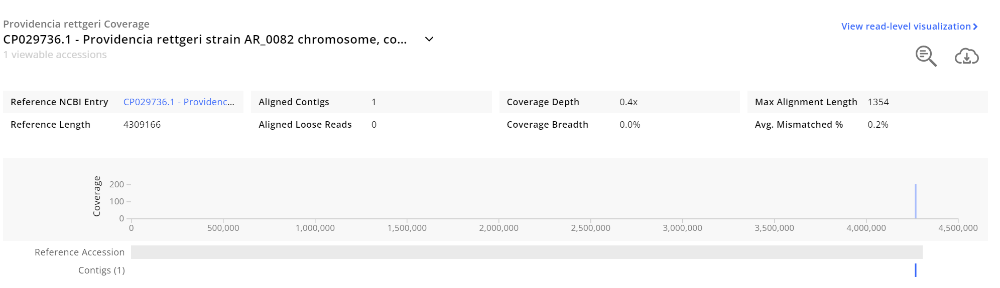 Providencia rettgeri Coverage
View read-level visualization
CP029736.1 - Providencia rettgeri strain AR_0082 chromosome, co...
1 viewable accessions
Reference NCBI Entry CP029736.1 - Providenc... Aligned Contigs 1 Coverage Depth 0.4x Max Alignment Length 1354
Reference Length 4309166 Aligned Loose Reads 0 Coverage Breadth 0.0% Avg. Mismatched % 0.2%
Coverage
200
100
0
0 500,000 1,000,000 1,500,000 2,000,000 2,500,000 3,000,000 3,500,000 4,000,000 4,500,000
Reference Accession
Contigs (1)